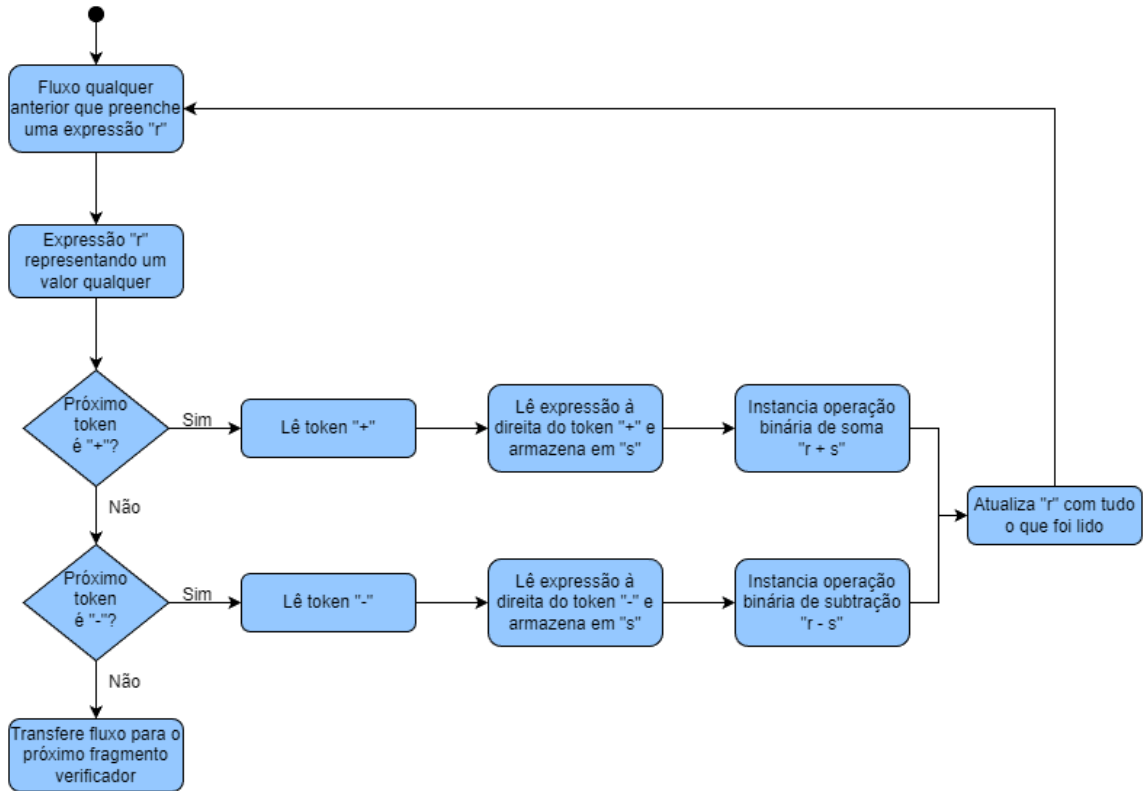 Fluxo qualquer
anterior que preenche
uma expressão "r"
Expressão "r"
representando um
valor qualquer
Próximo
token
é "+"?
Sim
Lê token "+"
Lê expressão à
direita do token "+" e
armazena em "s"
Instancia operação
binária de soma
"r + s"
Atualiza "r" com tudo
o que foi lido
Não
Próximo
token
é "-"?
Sim
Lê token "-"
Lê expressão à
direita do token "-" e
armazena em "s"
Instancia operação
binária de subtração
"r - s"
Não
Transfere fluxo para o
próximo fragmento
verificador